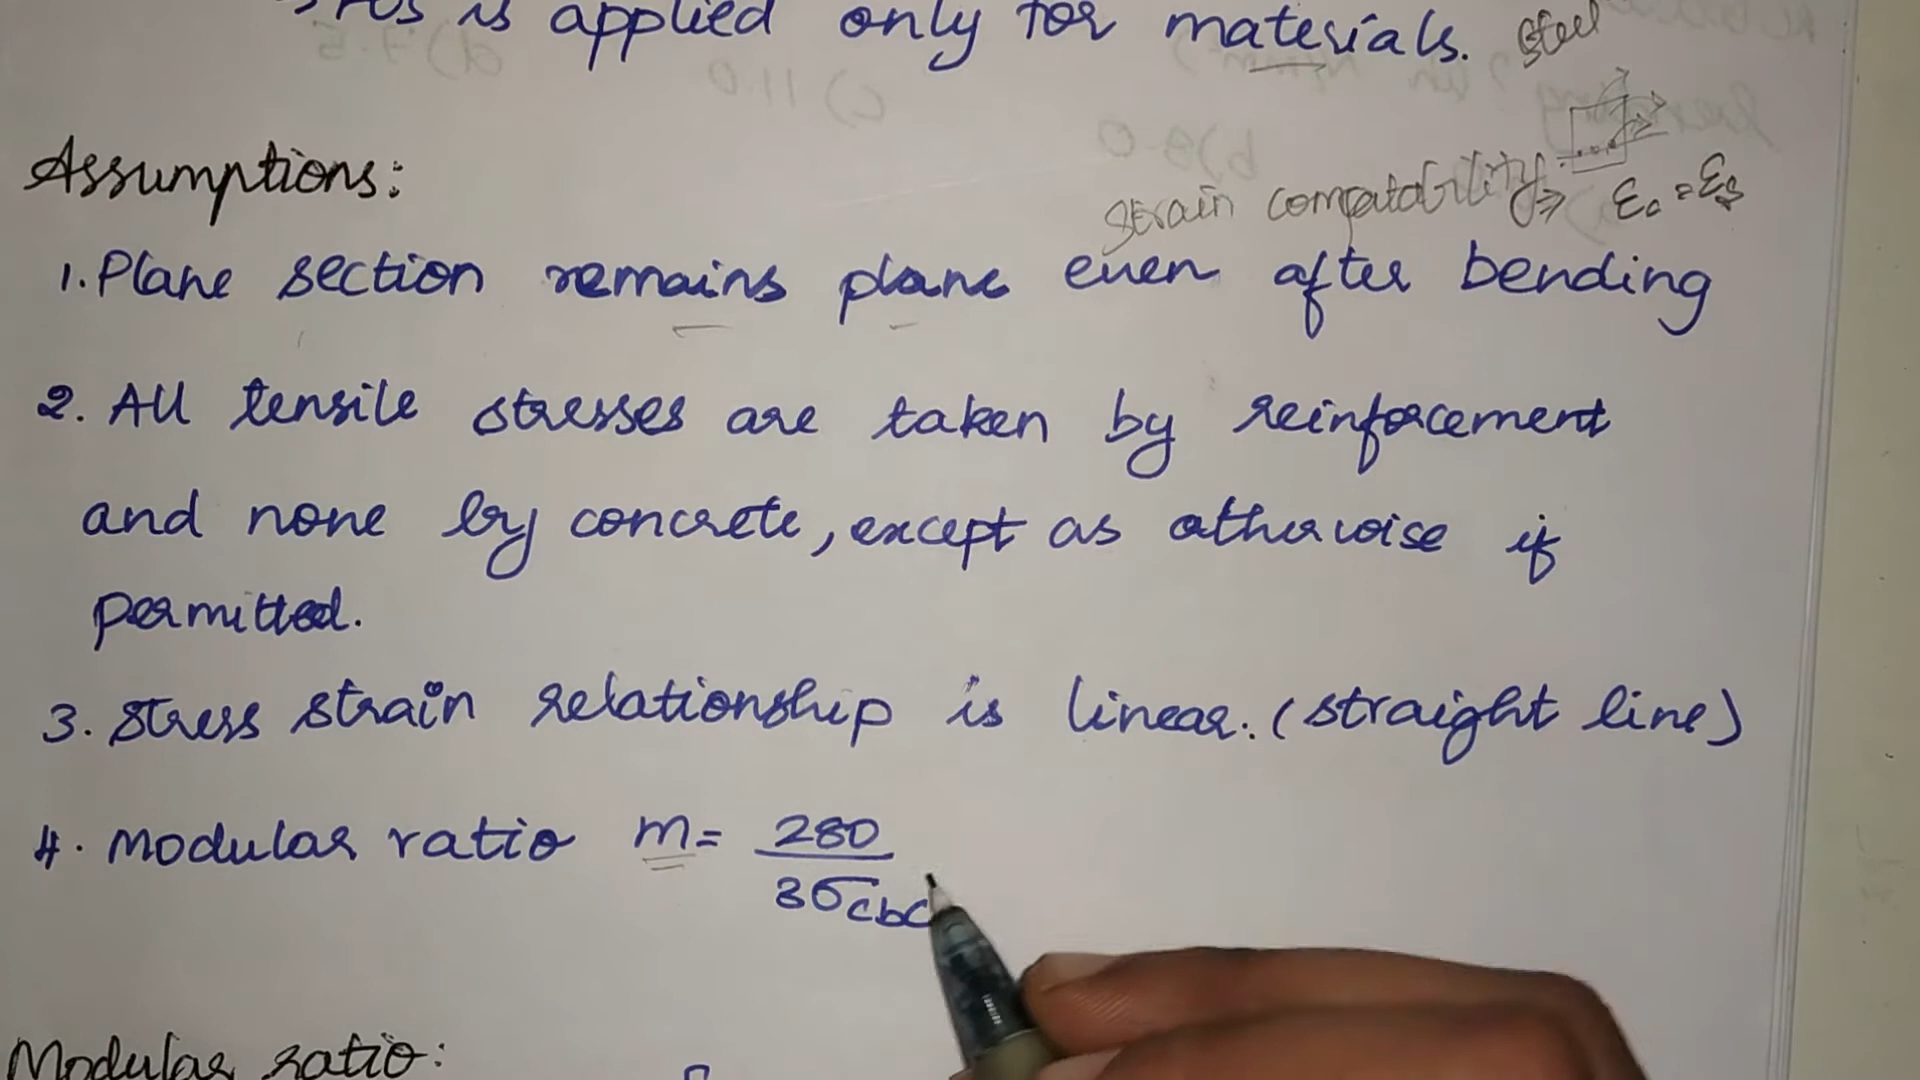 FOS is applied only for materials. Steel
Assumptions:
Strain compatability => εc = εs
1. Plane section remains plane even after bending
2. All tensile stresses are taken by reinforcement
and none by concrete, except as otherwise if
permitted.
3. Stress strain relationship is linear. (straight line)
4. Modular ratio m = 280
3σcbc
Modular ratio: